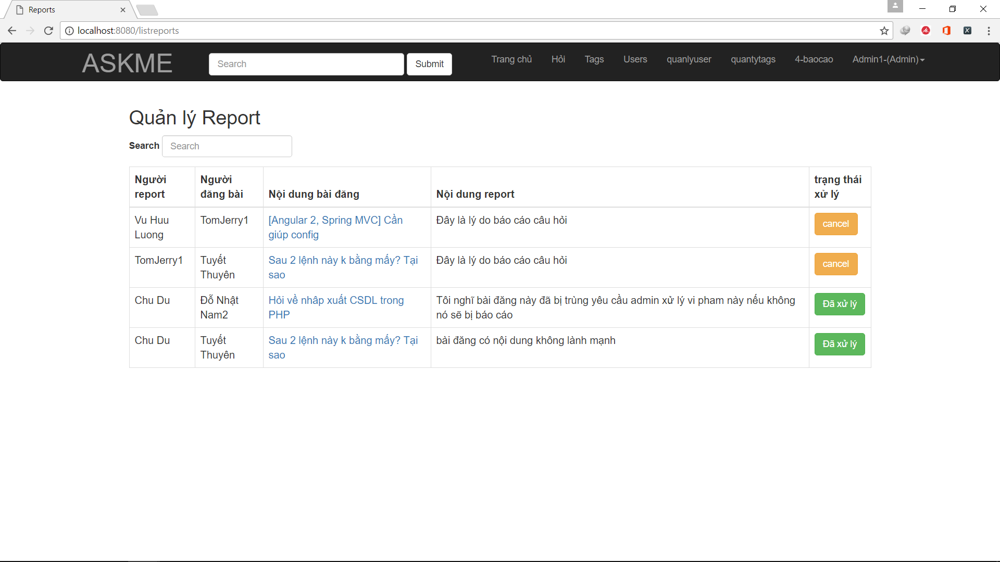 Reports
localhost:8080/listreports
ASKME
Search
Submit
Trang chủ
Hỏi
Tags
Users
quanlyuser
quantytags
4-baocao
Admin1-(Admin)
Quản lý Report
Search
Search
Người report
Người đăng bài
Nội dung bài đăng
Nội dung report
trạng thái xử lý
Vu Huu
Luong
TomJerry1
[Angular 2, Spring MVC] Cần
giúp config
Đây là lý do báo cáo câu hỏi
cancel
TomJerry1
Tuyết
Thuyên
Sau 2 lệnh này k bằng mấy? Tại
sao
Đây là lý do báo cáo câu hỏi
cancel
Chu Du
Đỗ Nhật
Nam2
Hỏi về nhâp xuất CSDL trong
PHP
Tôi nghĩ bài đăng này đã bị trùng yêu cầu admin xử lý vi pham này nếu không
nó sẽ bị báo cáo
Đã xử lý
Chu Du
Tuyết
Thuyên
Sau 2 lệnh này k bằng mấy? Tại
sao
bài đăng có nội dung không lành mạnh
Đã xử lý